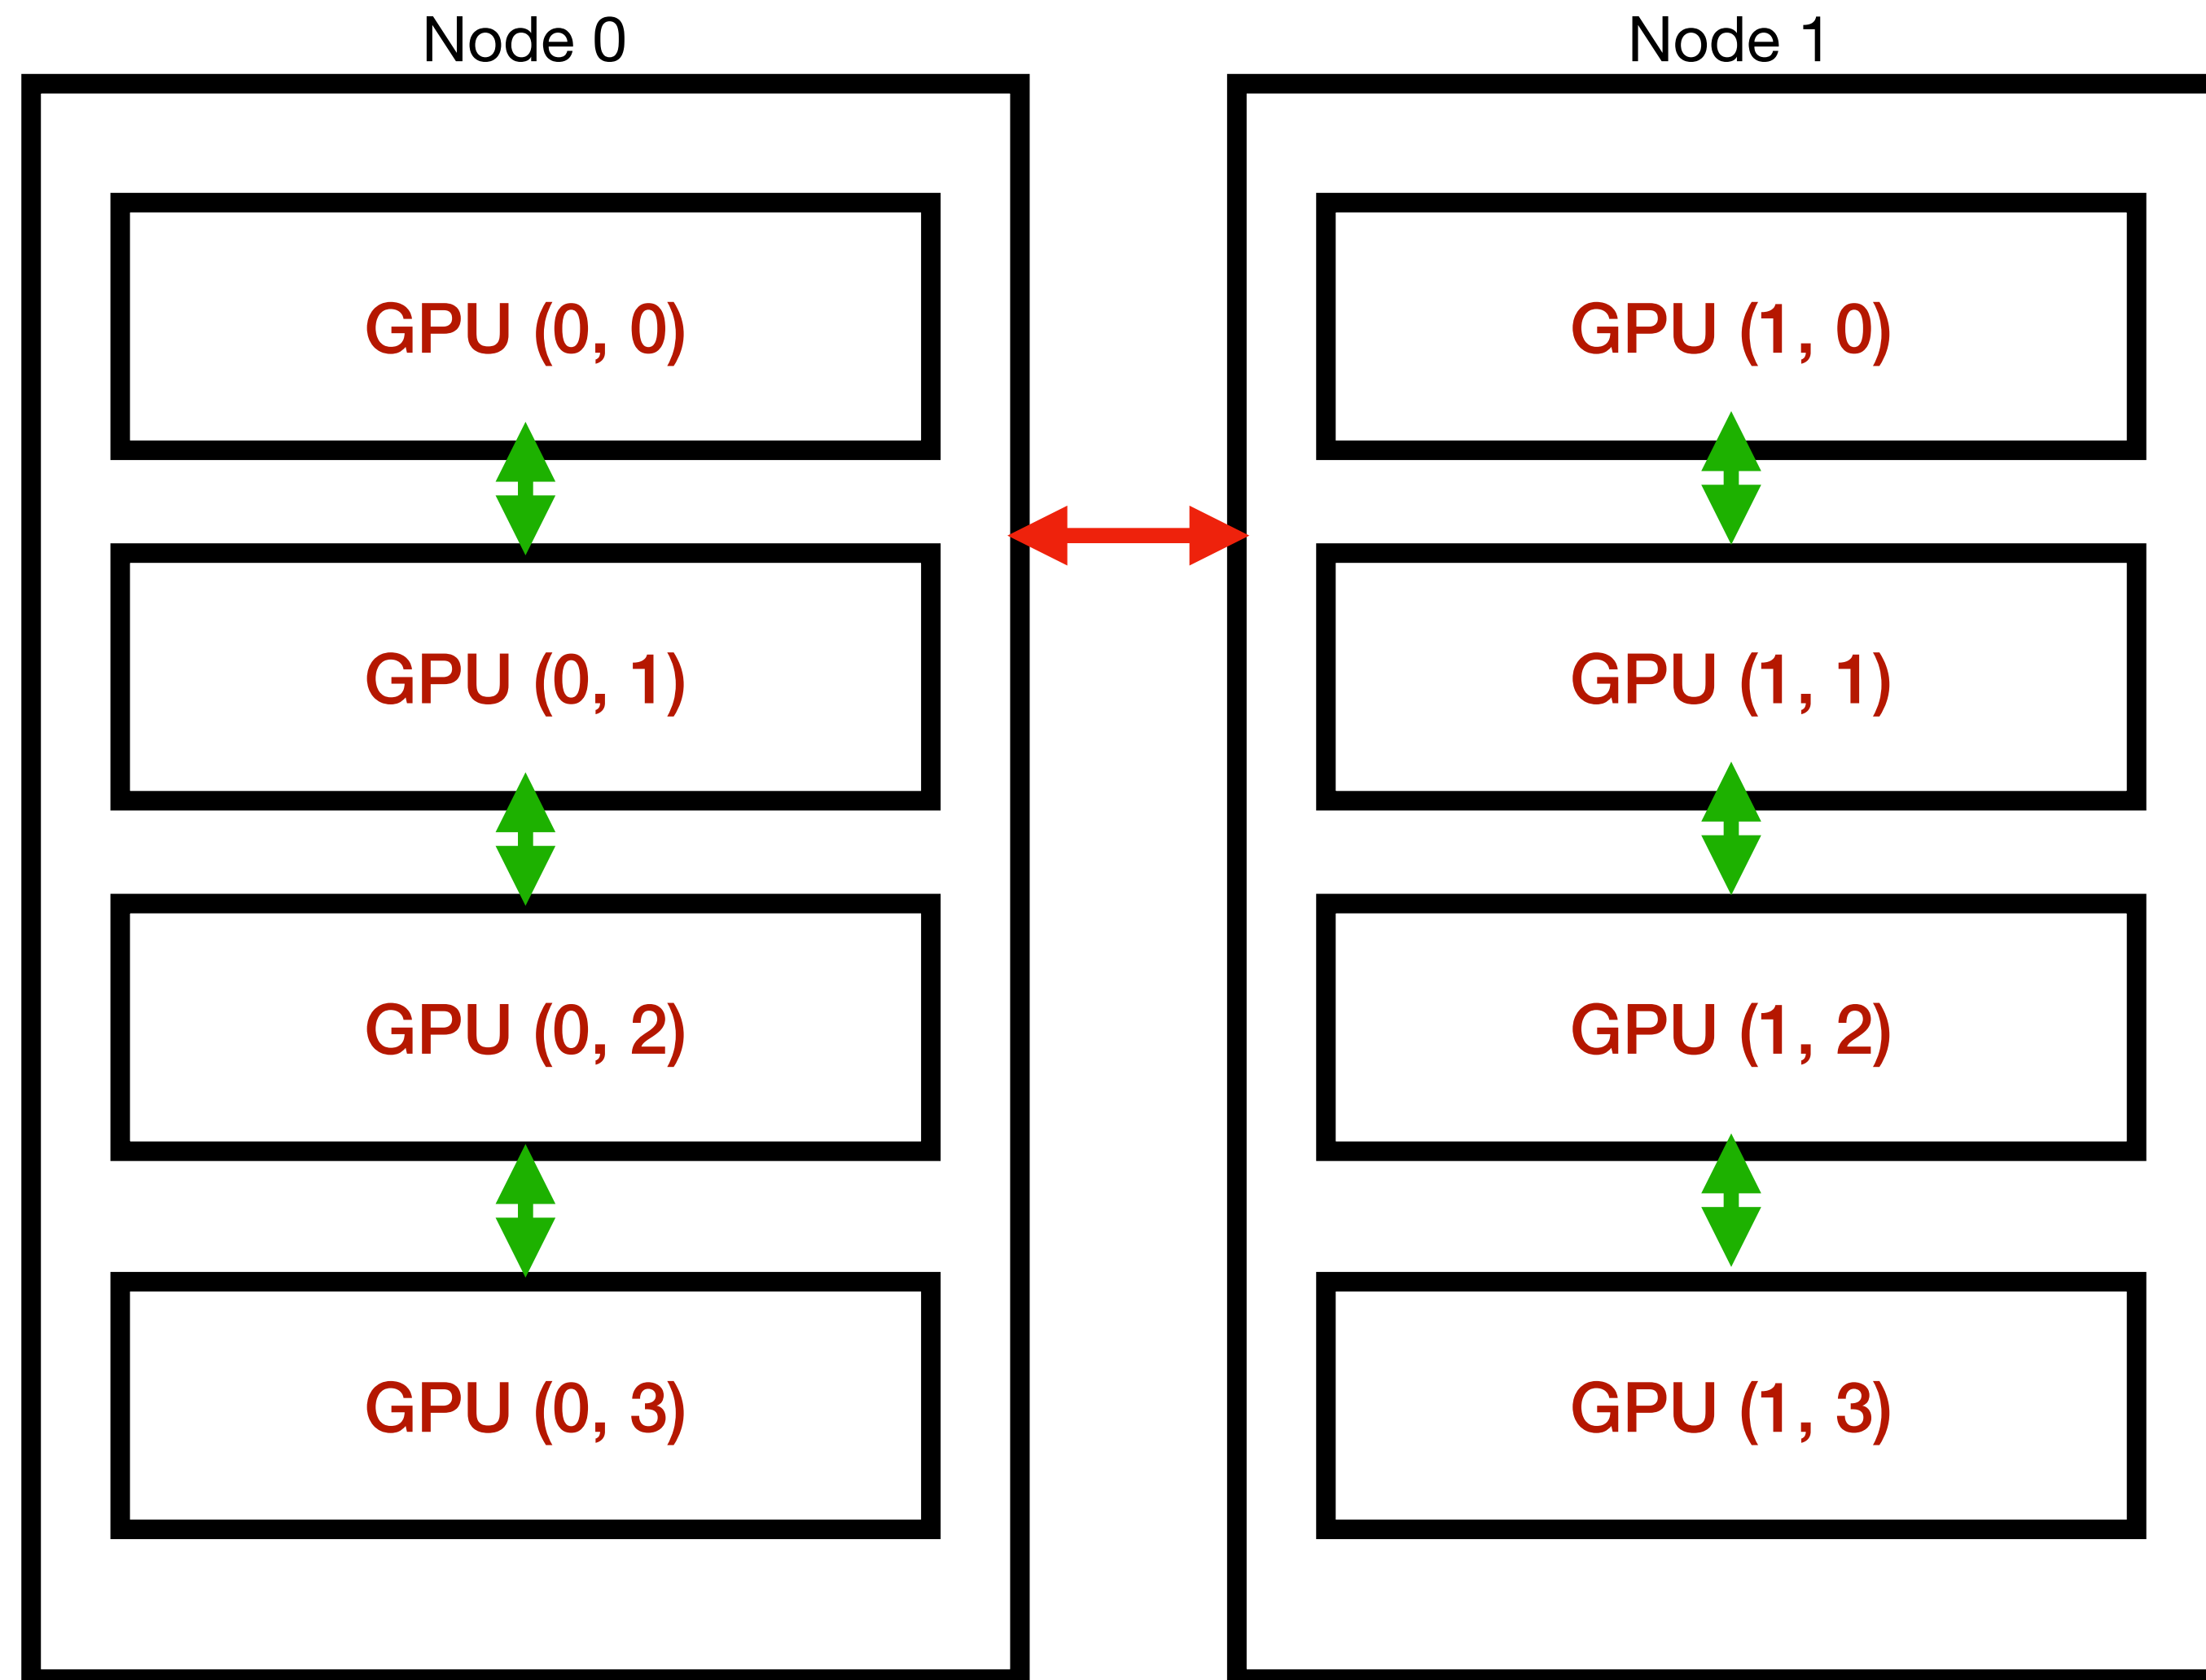 Node 0
Node 1
GPU (0, 0)
GPU (1, 0)
GPU (0, 1)
GPU (1, 1)
GPU (0, 2)
GPU (1, 2)
GPU (0, 3)
GPU (1, 3)